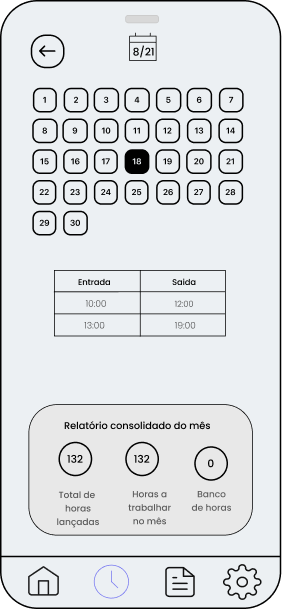 8/21
1 2 3 4 5 6 7
8 9 10 11 12 13 14
15 16 17 18 19 20 21
22 23 24 25 26 27 28
29 30
Entrada Saída
10:00 12:00
13:00 19:00
Relatório consolidado do mês
132 132 0
Total de
horas
lançadas
Horas a
trabalhar
no mês
Banco
de horas